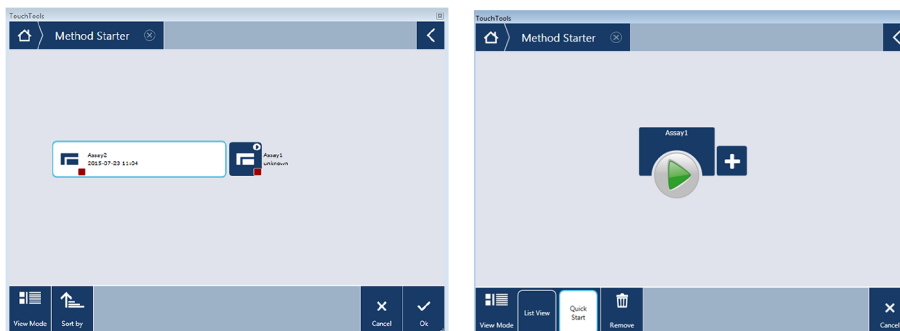 TouchTools
Method Starter
Assay2
2015-07-23 11:04
Assay1
unknown
View Mode
Sort by
Cancel
Ok
TouchTools
Method Starter
Assay1
View Mode
List View
Quick
Start
Remove
Cancel